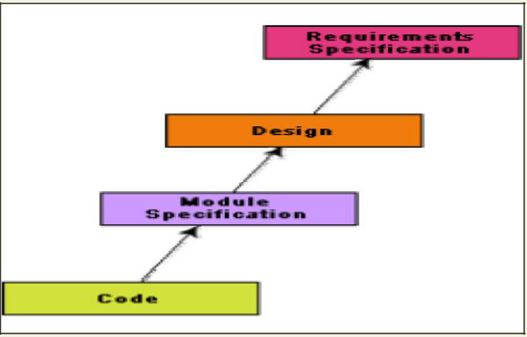 Requirements
Specification
Design
Module
Specification
Code